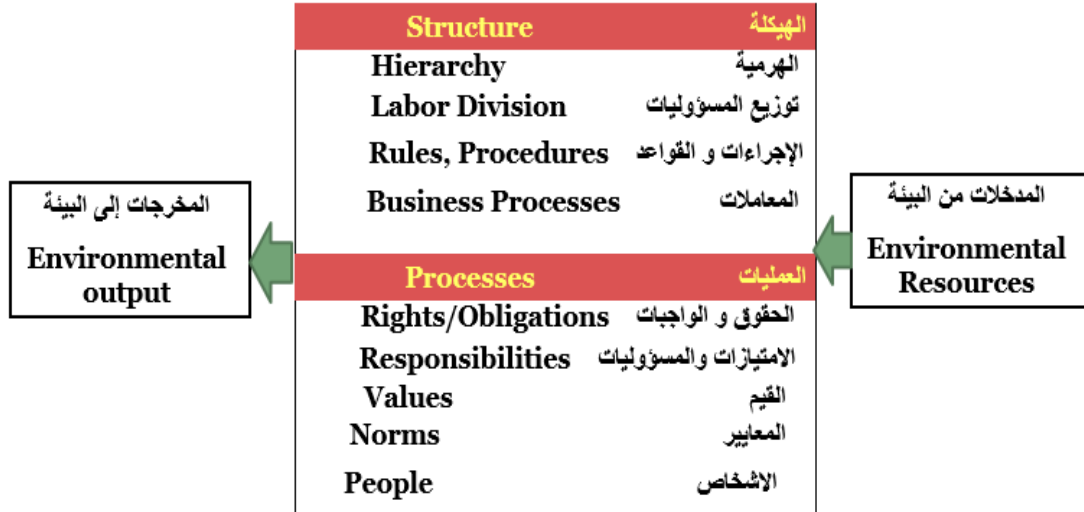 Structure الهيكلة
Hierarchy الهرمية
Labor Division توزيع المسؤوليات
Rules, Procedures الإجراءات و القواعد
Business Processes المعاملات
المدخلات من البيئة
Environmental
Resources
المخرجات إلى البيئة
Environmental
output
Processes العمليات
Rights/Obligations الحقوق و الواجبات
Responsibilities الامتيازات والمسؤوليات
Values القيم
Norms المعايير
People الاشخاص